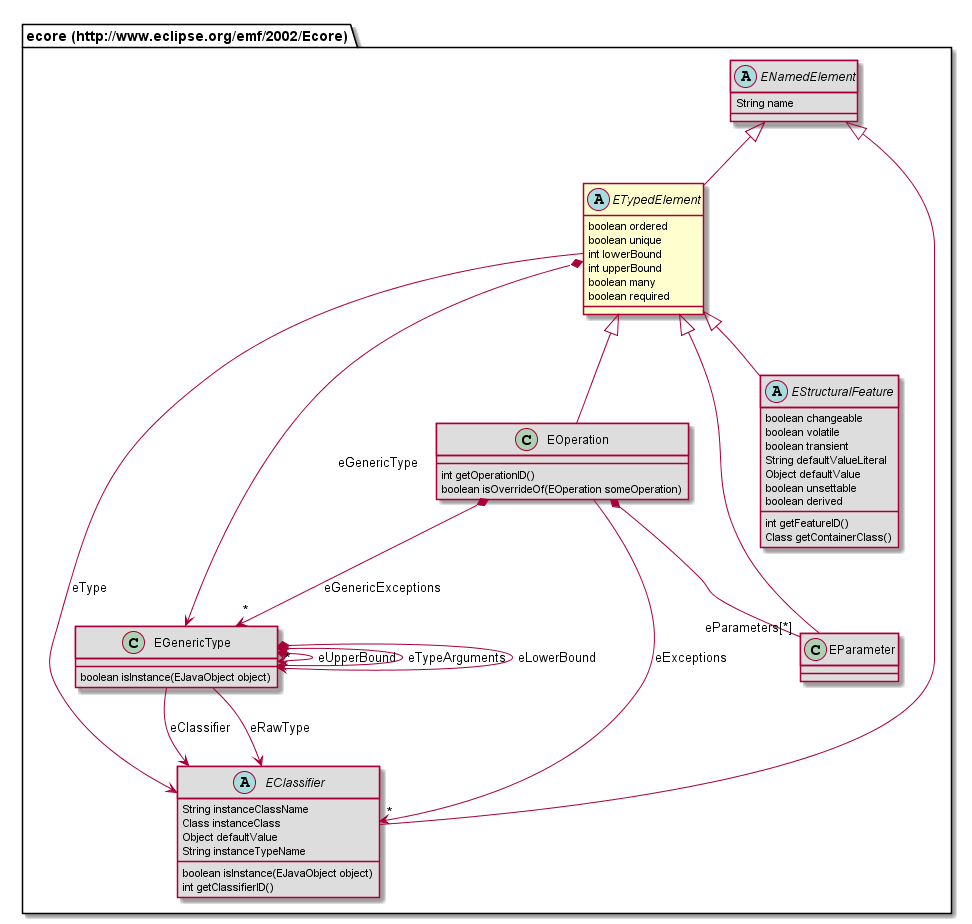 ecore (http://www.eclipse.org/emf/2002/Ecore)
A ENamedElement
String name
A ETypedElement
boolean ordered
boolean unique
int lowerBound
int upperBound
boolean many
boolean required
A EStructuralFeature
boolean changeable
boolean volatile
boolean transient
String defaultValueLiteral
Object defaultValue
boolean unsettable
boolean derived
int getFeatureID()
Class getContainerClass()
C EOperation
int getOperationID()
boolean isOverrideOf(EOperation someOperation)
eGenericType
eType
eGenericExceptions
*
eParameters[*]
C EParameter
eExceptions
C EGenericType
boolean isInstance(EJavaObject object)
*
eUpperBound
eTypeArguments
eLowerBound
eClassifier
eRawType
A EClassifier
String instanceClassName
Class instanceClass
Object defaultValue
String instanceTypeName
boolean isInstance(EJavaObject object)
int getClassifierID()
*